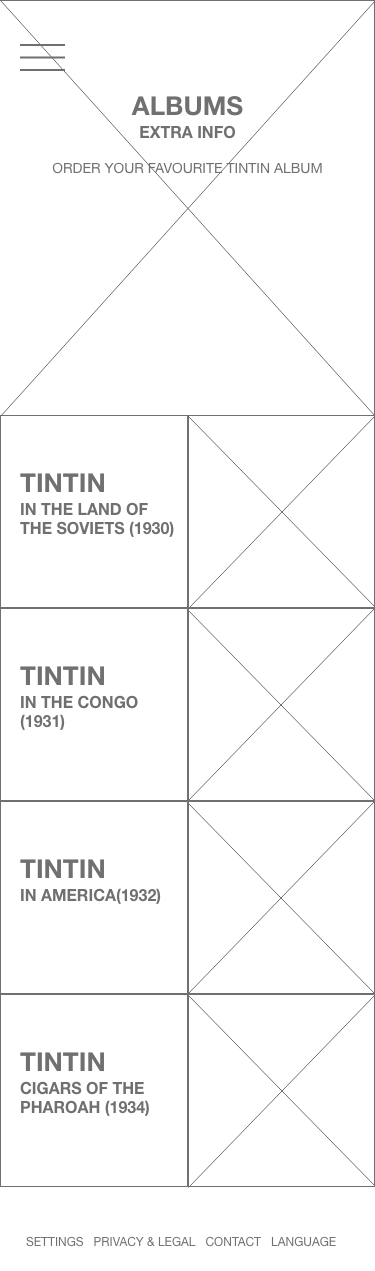 ALBUMS
EXTRA INFO
ORDER YOUR FAVOURITE TINTIN ALBUM
TINTIN
IN THE LAND OF
THE SOVIETS (1930)
TINTIN
IN THE CONGO
(1931)
TINTIN
IN AMERICA(1932)
TINTIN
CIGARS OF THE
PHAROAH (1934)
SETTINGS PRIVACY & LEGAL CONTACT LANGUAGE